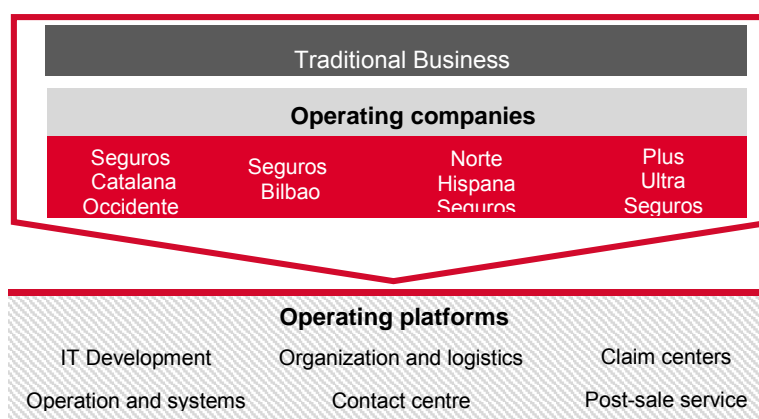 Traditional Business
Operating companies
Seguros
Catalana
Occidente
Seguros
Bilbao
Norte
Hispana
Seguros
Plus
Ultra
Seguros
Operating platforms
IT Development
Organization and logistics
Claim centers
Operation and systems
Contact centre
Post-sale service